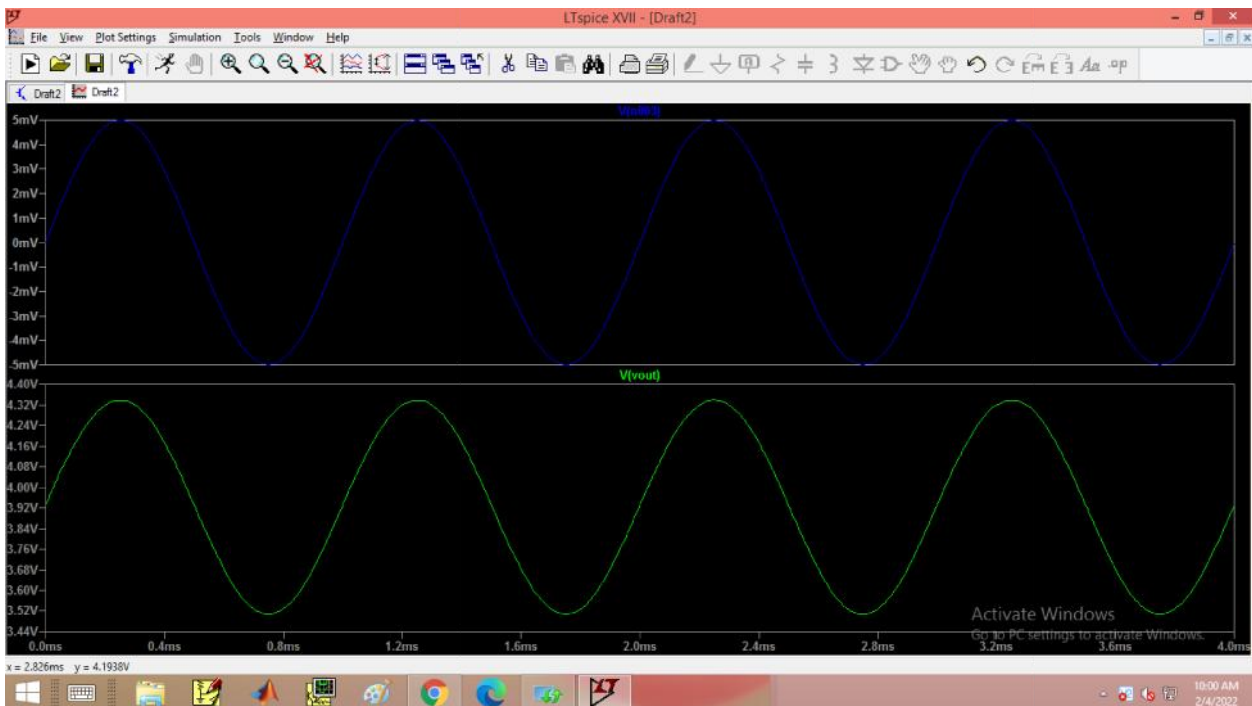 LTspice XVII - [Draft2]
File View Plot Settings Simulation Tools Window Help
Draft2 Draft2
5mV
4mV
3mV
2mV
1mV
0mV
-1mV
-2mV
-3mV
-4mV
-5mV
V(vout)
4.40V
4.32V
4.24V
4.16V
4.08V
4.00V
3.92V
3.84V
3.76V
3.68V
3.60V
3.52V
3.44V
0.0ms 0.4ms 0.8ms 1.2ms 1.6ms 2.0ms 2.4ms 2.8ms 3.2ms 3.6ms 4.0ms
Activate Windows
Go to PC settings to activate Windows.
x = 2.826ms y = 4.1938V
10:00 AM
2/4/2022